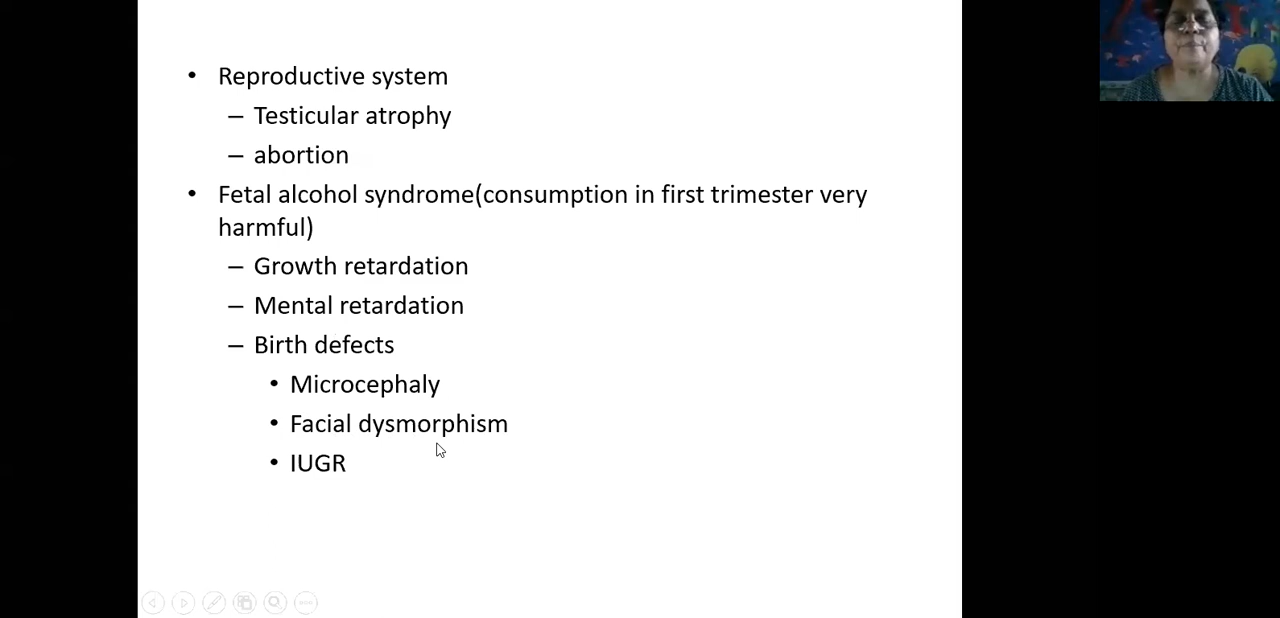 • Reproductive system
– Testicular atrophy
– abortion
• Fetal alcohol syndrome(consumption in first trimester very
harmful)
– Growth retardation
– Mental retardation
– Birth defects
• Microcephaly
• Facial dysmorphism
• IUGR